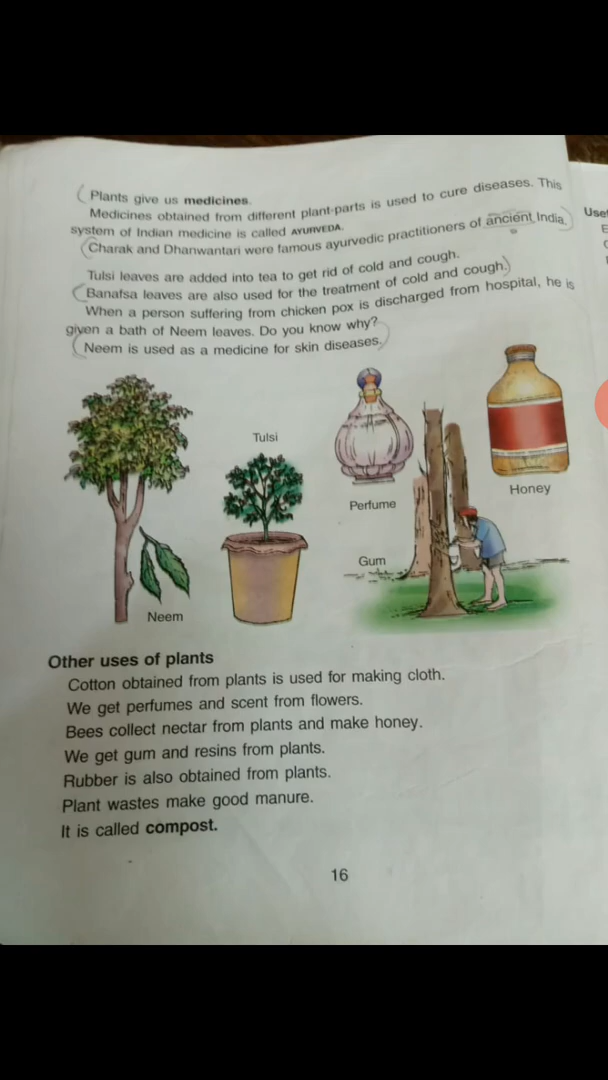 Plants give us medicines.
Medicines obtained from different plant-parts is used to cure diseases. This
system of Indian medicine is called AYURVEDA.
Charak and Dhanwantari were famous ayurvedic practitioners of ancient India.
Tulsi leaves are added into tea to get rid of cold and cough.
Banafsa leaves are also used for the treatment of cold and cough.
When a person suffering from chicken pox is discharged from hospital, he is
given a bath of Neem leaves. Do you know why?
Neem is used as a medicine for skin diseases.
Tulsi
Perfume
Honey
Gum
Neem
Other uses of plants
Cotton obtained from plants is used for making cloth.
We get perfumes and scent from flowers.
Bees collect nectar from plants and make honey.
We get gum and resins from plants.
Rubber is also obtained from plants.
Plant wastes make good manure.
It is called compost.
16